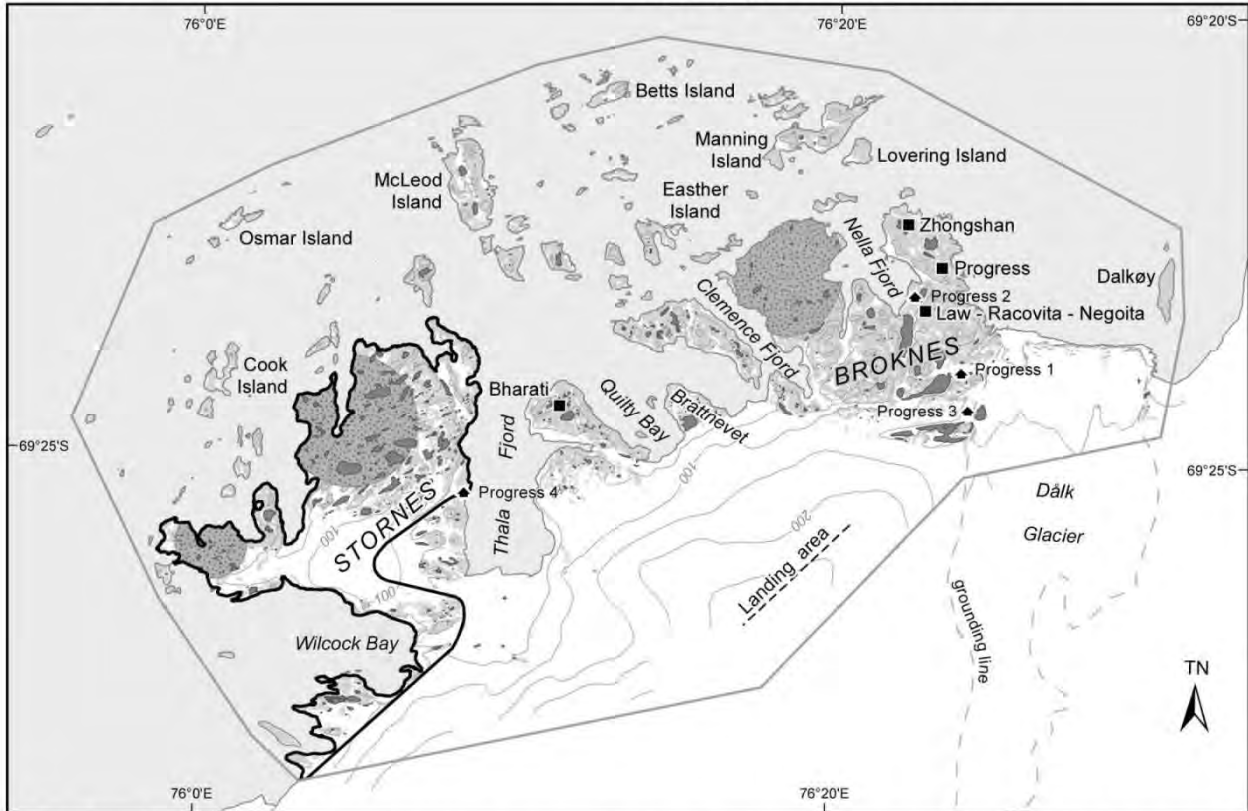 76°0'E
76°20'E
69°20'S
Betts Island
Manning
Island
Lovering Island
McLeod
Island
Easther
Island
Osmar Island
Zhongshan
Nella Fjord
Progress
Dalkøy
Progress 2
Law - Racovita - Negoita
Clemence Fjord
BROKNES
Cook
Island
Progress 1
Bharati
Quilty Bay
Brattnevet
Progress 3
69°25'S
69°25'S
100
Thala
Fjord
Progress 4
STORNES
100
200
Landing area
Dålk
Glacier
100
grounding line
Wilcock Bay
TN
76°0'E
76°20'E